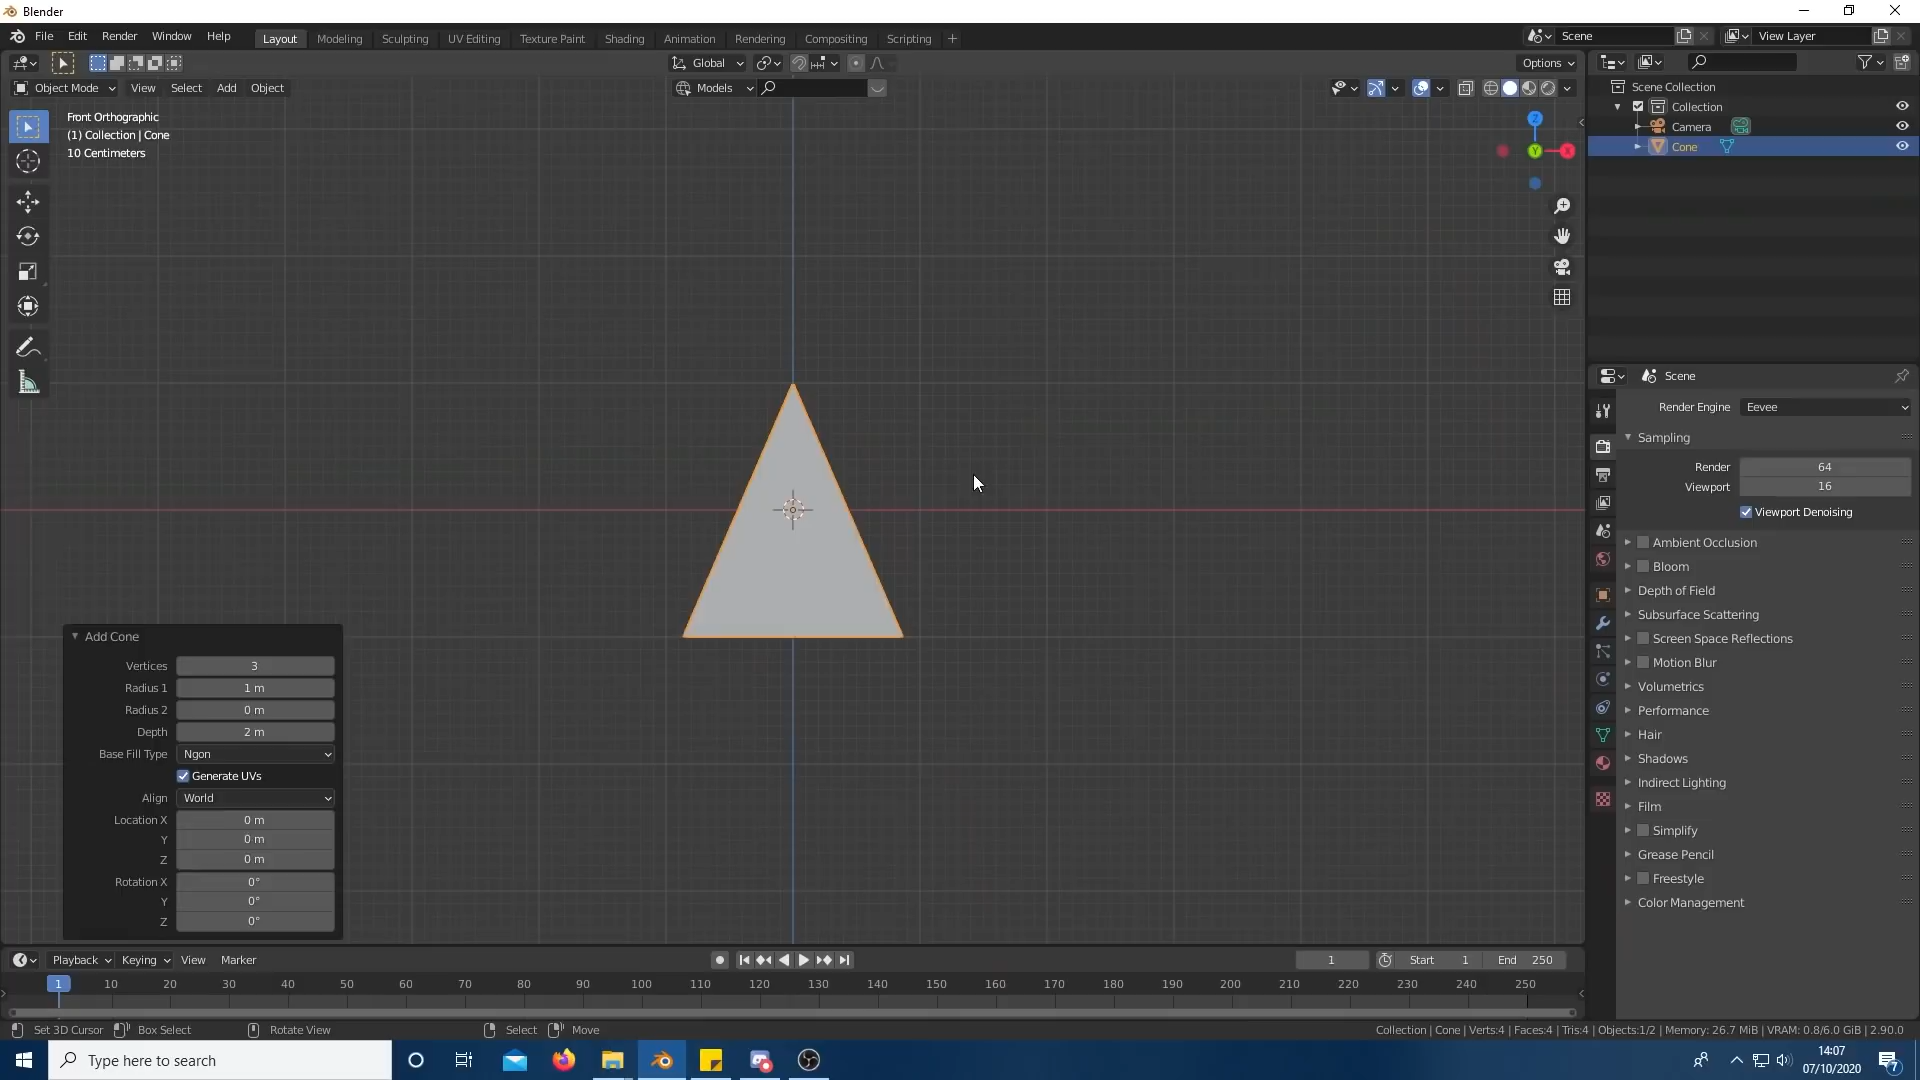 Blender
File Edit Render Window Help Layout Modeling Sculpting UV Editing Texture Paint Shading Animation Rendering Compositing Scripting + Scene View Layer
Global Options
Object Mode View Select Add Object Models
Front Orthographic
(1) Collection | Cone
10 Centimeters
Z
Y
X
Scene Collection
Collection
Camera
Cone
Scene
Render Engine Eevee
Sampling
Render 64
Viewport 16
Viewport Denoising
Ambient Occlusion
Bloom
Depth of Field
Subsurface Scattering
Screen Space Reflections
Motion Blur
Volumetrics
Performance
Hair
Shadows
Indirect Lighting
Film
Simplify
Grease Pencil
Freestyle
Color Management
Add Cone
Vertices 3
Radius 1 1 m
Radius 2 0 m
Depth 2 m
Base Fill Type Ngon
Generate UVs
Align World
Location X 0 m
Y 0 m
Z 0 m
Rotation X 0°
Y 0°
Z 0°
Playback Keying View Marker 1 Start 1 End 250
1 10 20 30 40 50 60 70 80 90 100 110 120 130 140 150 160 170 180 190 200 210 220 230 240 250
Set 3D Cursor Box Select Rotate View Select Move Collection | Cone | Verts:4 | Faces:4 | Tris:4 | Objects:1/2 | Memory: 26.7 MiB | VRAM: 0.8/6.0 GiB | 2.90.0
Type here to search
14:07
07/10/2020
7